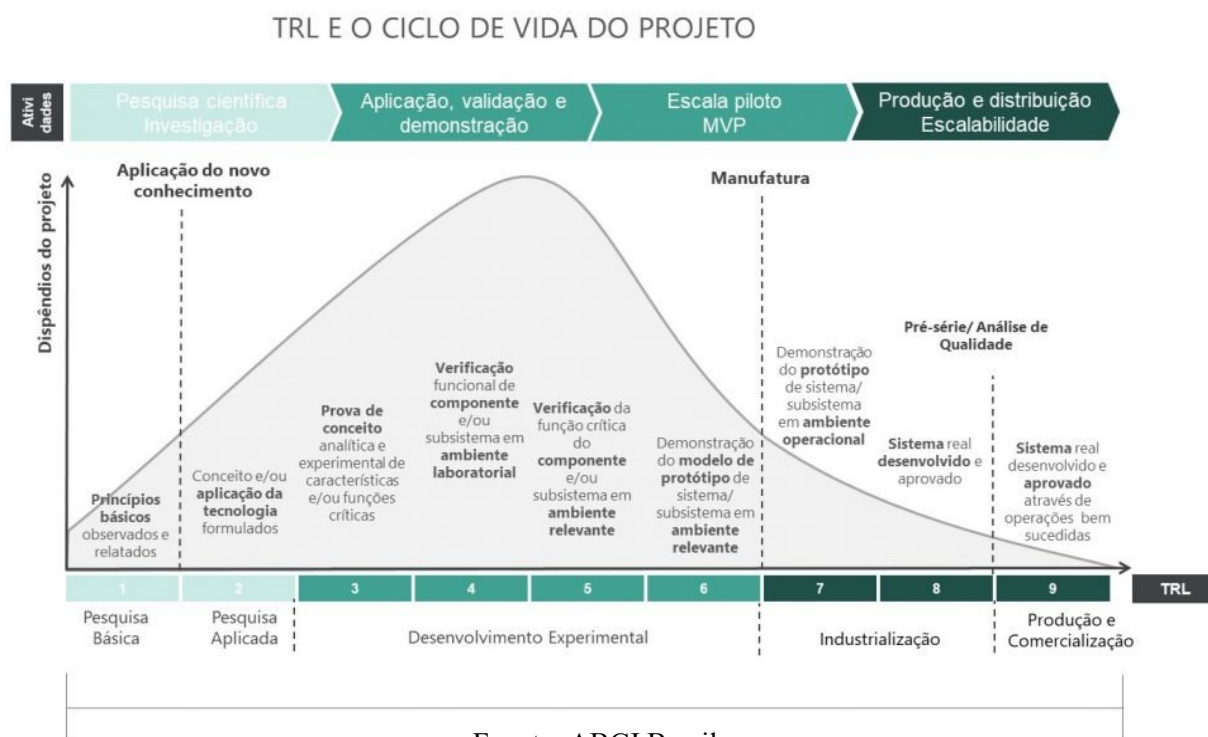 TRL E O CICLO DE VIDA DO PROJETO
Ativi
dades
Pesquisa científica
Investigação
Aplicação, validação e
demonstração
Escala piloto
MVP
Produção e distribuição
Escalabilidade
Dispêndios do projeto
Aplicação do novo
conhecimento
Manufatura
Pré-série/ Análise de
Qualidade
Princípios
básicos
observados e
relatados
Conceito e/ou
aplicação da
tecnologia
formulados
Prova de
conceito
analítica e
experimental de
características
e/ou funções
críticas
Verificação
funcional de
componente
e/ou
subsistema em
ambiente
laboratorial
Verificação da
função crítica
do
componente
e/ou
subsistema em
ambiente
relevante
Demonstração
do modelo de
protótipo de
sistema/
subsistema em
ambiente
relevante
Demonstração
do protótipo
de sistema/
subsistema
em ambiente
operacional
Sistema real
desenvolvido e
aprovado
Sistema real
desenvolvido e
aprovado
através de
operações bem
sucedidas
1 2 3 4 5 6 7 8 9 TRL
Pesquisa
Básica
Pesquisa
Aplicada
Desenvolvimento Experimental
Industrialização
Produção e
Comercialização